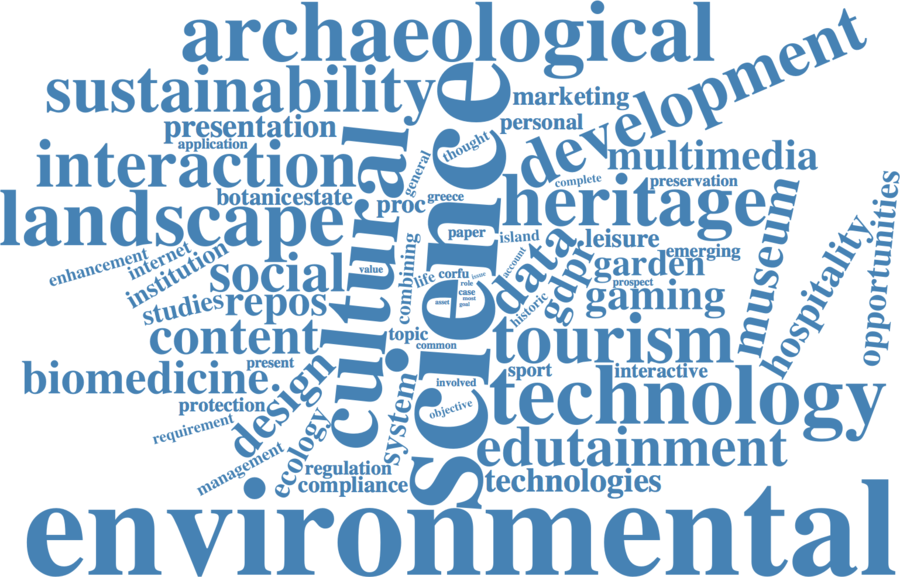 archaeological
sustainability
science
development
marketing
presentation
personal
application
thought
cultural
interaction
general
multimedia
complete
preservation
botanicestate
proc
greece
heritage
landscape
paper
island
data
leisure
museum
opportunities
enhancement
internet
institution
value
combining
account
gdpr
emerging
garden
hospitality
social
life
corfu
issue
role
prospect
studies
repos
case
asset
must
goal
historic
gaming
content
topic
common
tourism
present
biomedicine.
design
sport
interactive
involved
technology
protection
objective
requirement
ecology
system
edutainment
management
regulation
compliance
technologies
environmental